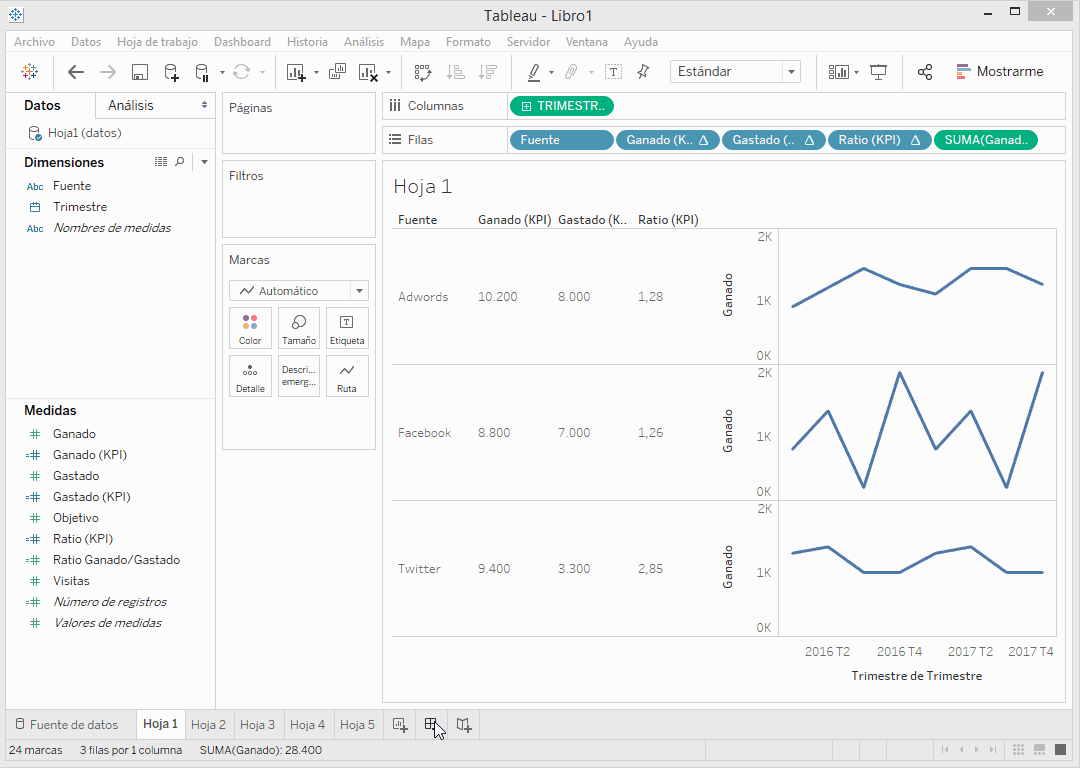 Tableau - Libro1
Archivo Datos Hoja de trabajo Dashboard Historia Análisis Mapa Formato Servidor Ventana Ayuda
Estándar Mostrarme
Datos Análisis
Hoja1 (datos)
Dimensiones
Abc Fuente
Trimestre
Abc Nombres de medidas
Medidas
Ganado
Ganado (KPI)
Gastado
Gastado (KPI)
Objetivo
Ratio (KPI)
Ratio Ganado/Gastado
Visitas
Número de registros
Valores de medidas
Páginas
Filtros
Marcas
Automático
Color Tamaño Etiqueta
Detalle Descri... emerg... Ruta
Columnas TRIMESTR..
Filas Fuente Ganado (K.. Δ Gastado (.. Δ Ratio (KPI) Δ SUMA(Ganad..
Hoja 1
Fuente Ganado (KPI) Gastado (K.. Ratio (KPI)
Adwords 10.200 8.000 1,28 Ganado
2K
1K
0K
Facebook 8.800 7.000 1,26 Ganado
2K
1K
0K
Twitter 9.400 3.300 2,85 Ganado
2K
1K
0K
2016 T2 2016 T4 2017 T2 2017 T4
Trimestre de Trimestre
Fuente de datos Hoja 1 Hoja 2 Hoja 3 Hoja 4 Hoja 5
24 marcas 3 filas por 1 columna SUMA(Ganado): 28.400